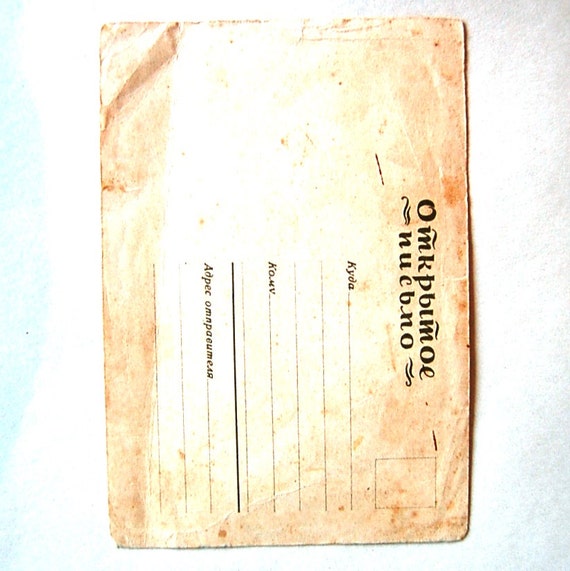 Открытое
письмо
Куда
Кому
Адрес отправителя